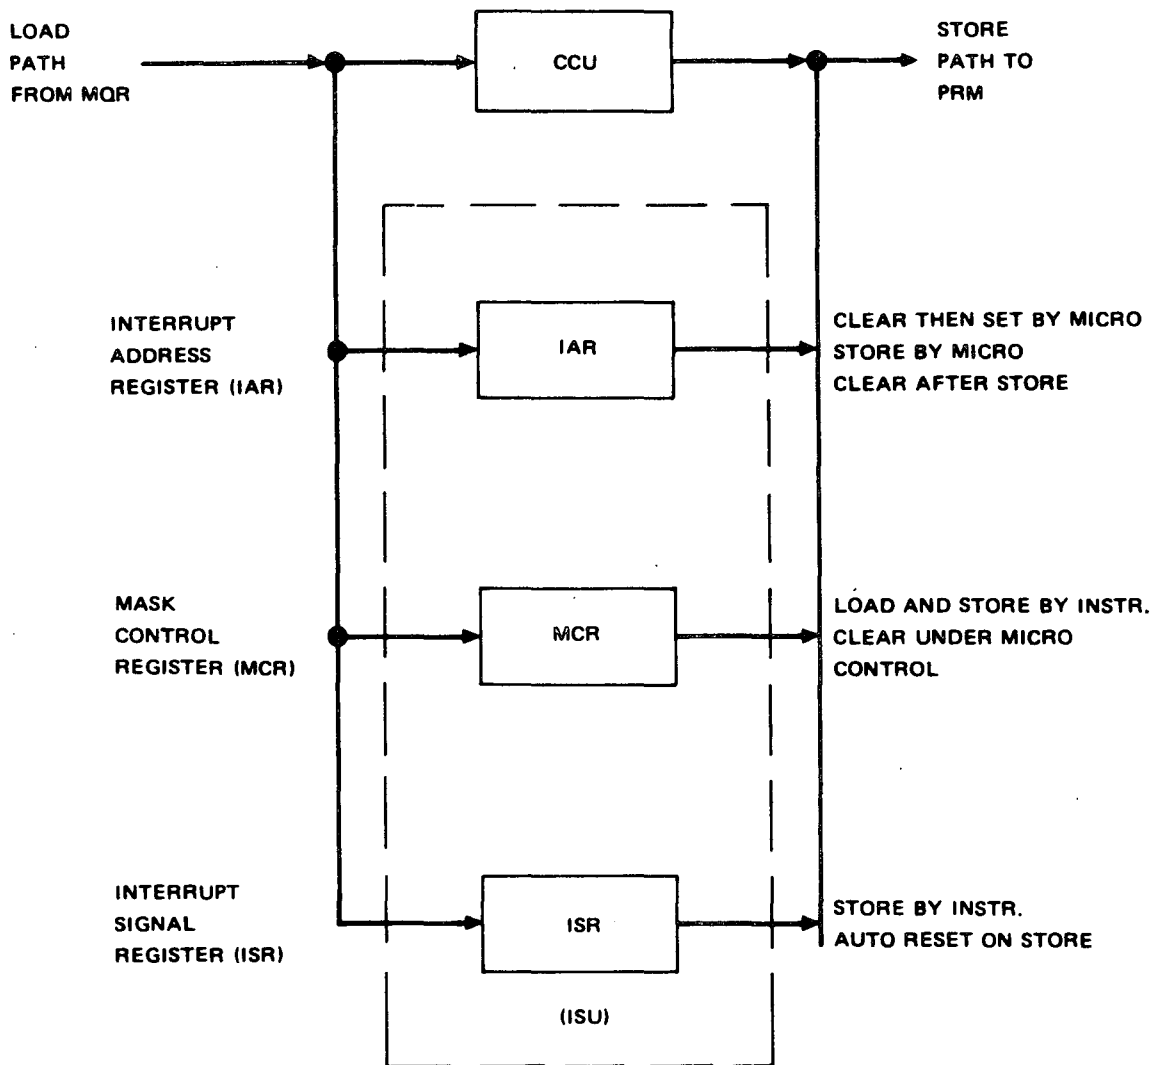 LOAD
PATH
FROM MQR
CCU
STORE
PATH TO
PRM
INTERRUPT
ADDRESS
REGISTER (IAR)
IAR
CLEAR THEN SET BY MICRO
STORE BY MICRO
CLEAR AFTER STORE
MASK
CONTROL
REGISTER (MCR)
MCR
LOAD AND STORE BY INSTR.
CLEAR UNDER MICRO
CONTROL
INTERRUPT
SIGNAL
REGISTER (ISR)
ISR
STORE BY INSTR.
AUTO RESET ON STORE
(ISU)